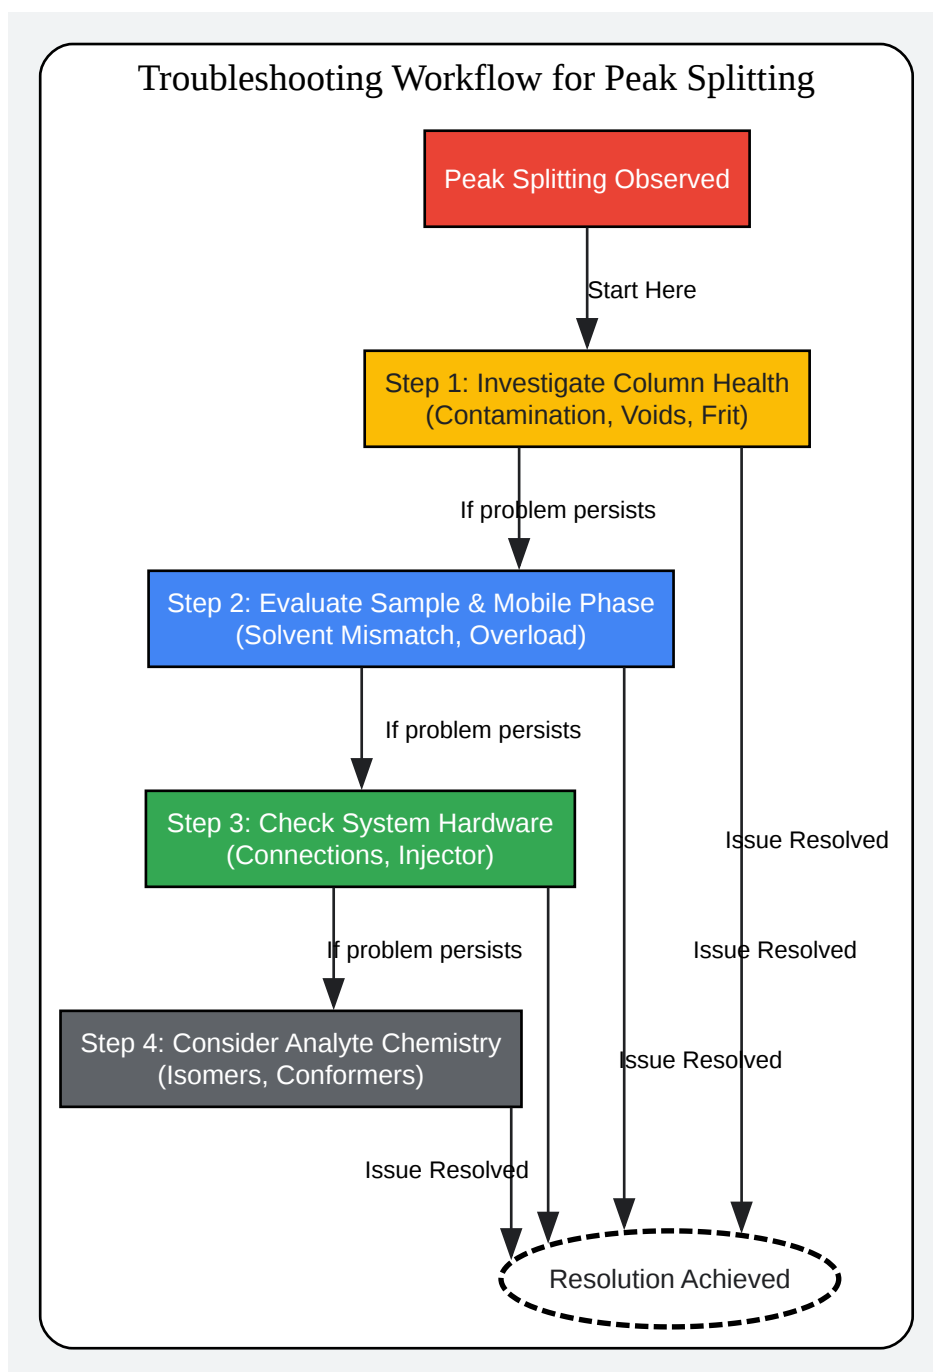 Troubleshooting Workflow for Peak Splitting
Peak Splitting Observed
Start Here
Step 1: Investigate Column Health
(Contamination, Voids, Frit)
If problem persists
Step 2: Evaluate Sample & Mobile Phase
(Solvent Mismatch, Overload)
If problem persists
Step 3: Check System Hardware
(Connections, Injector)
Issue Resolved
If problem persists
Issue Resolved
Step 4: Consider Analyte Chemistry
(Isomers, Conformers)
Issue Resolved
Issue Resolved
Resolution Achieved